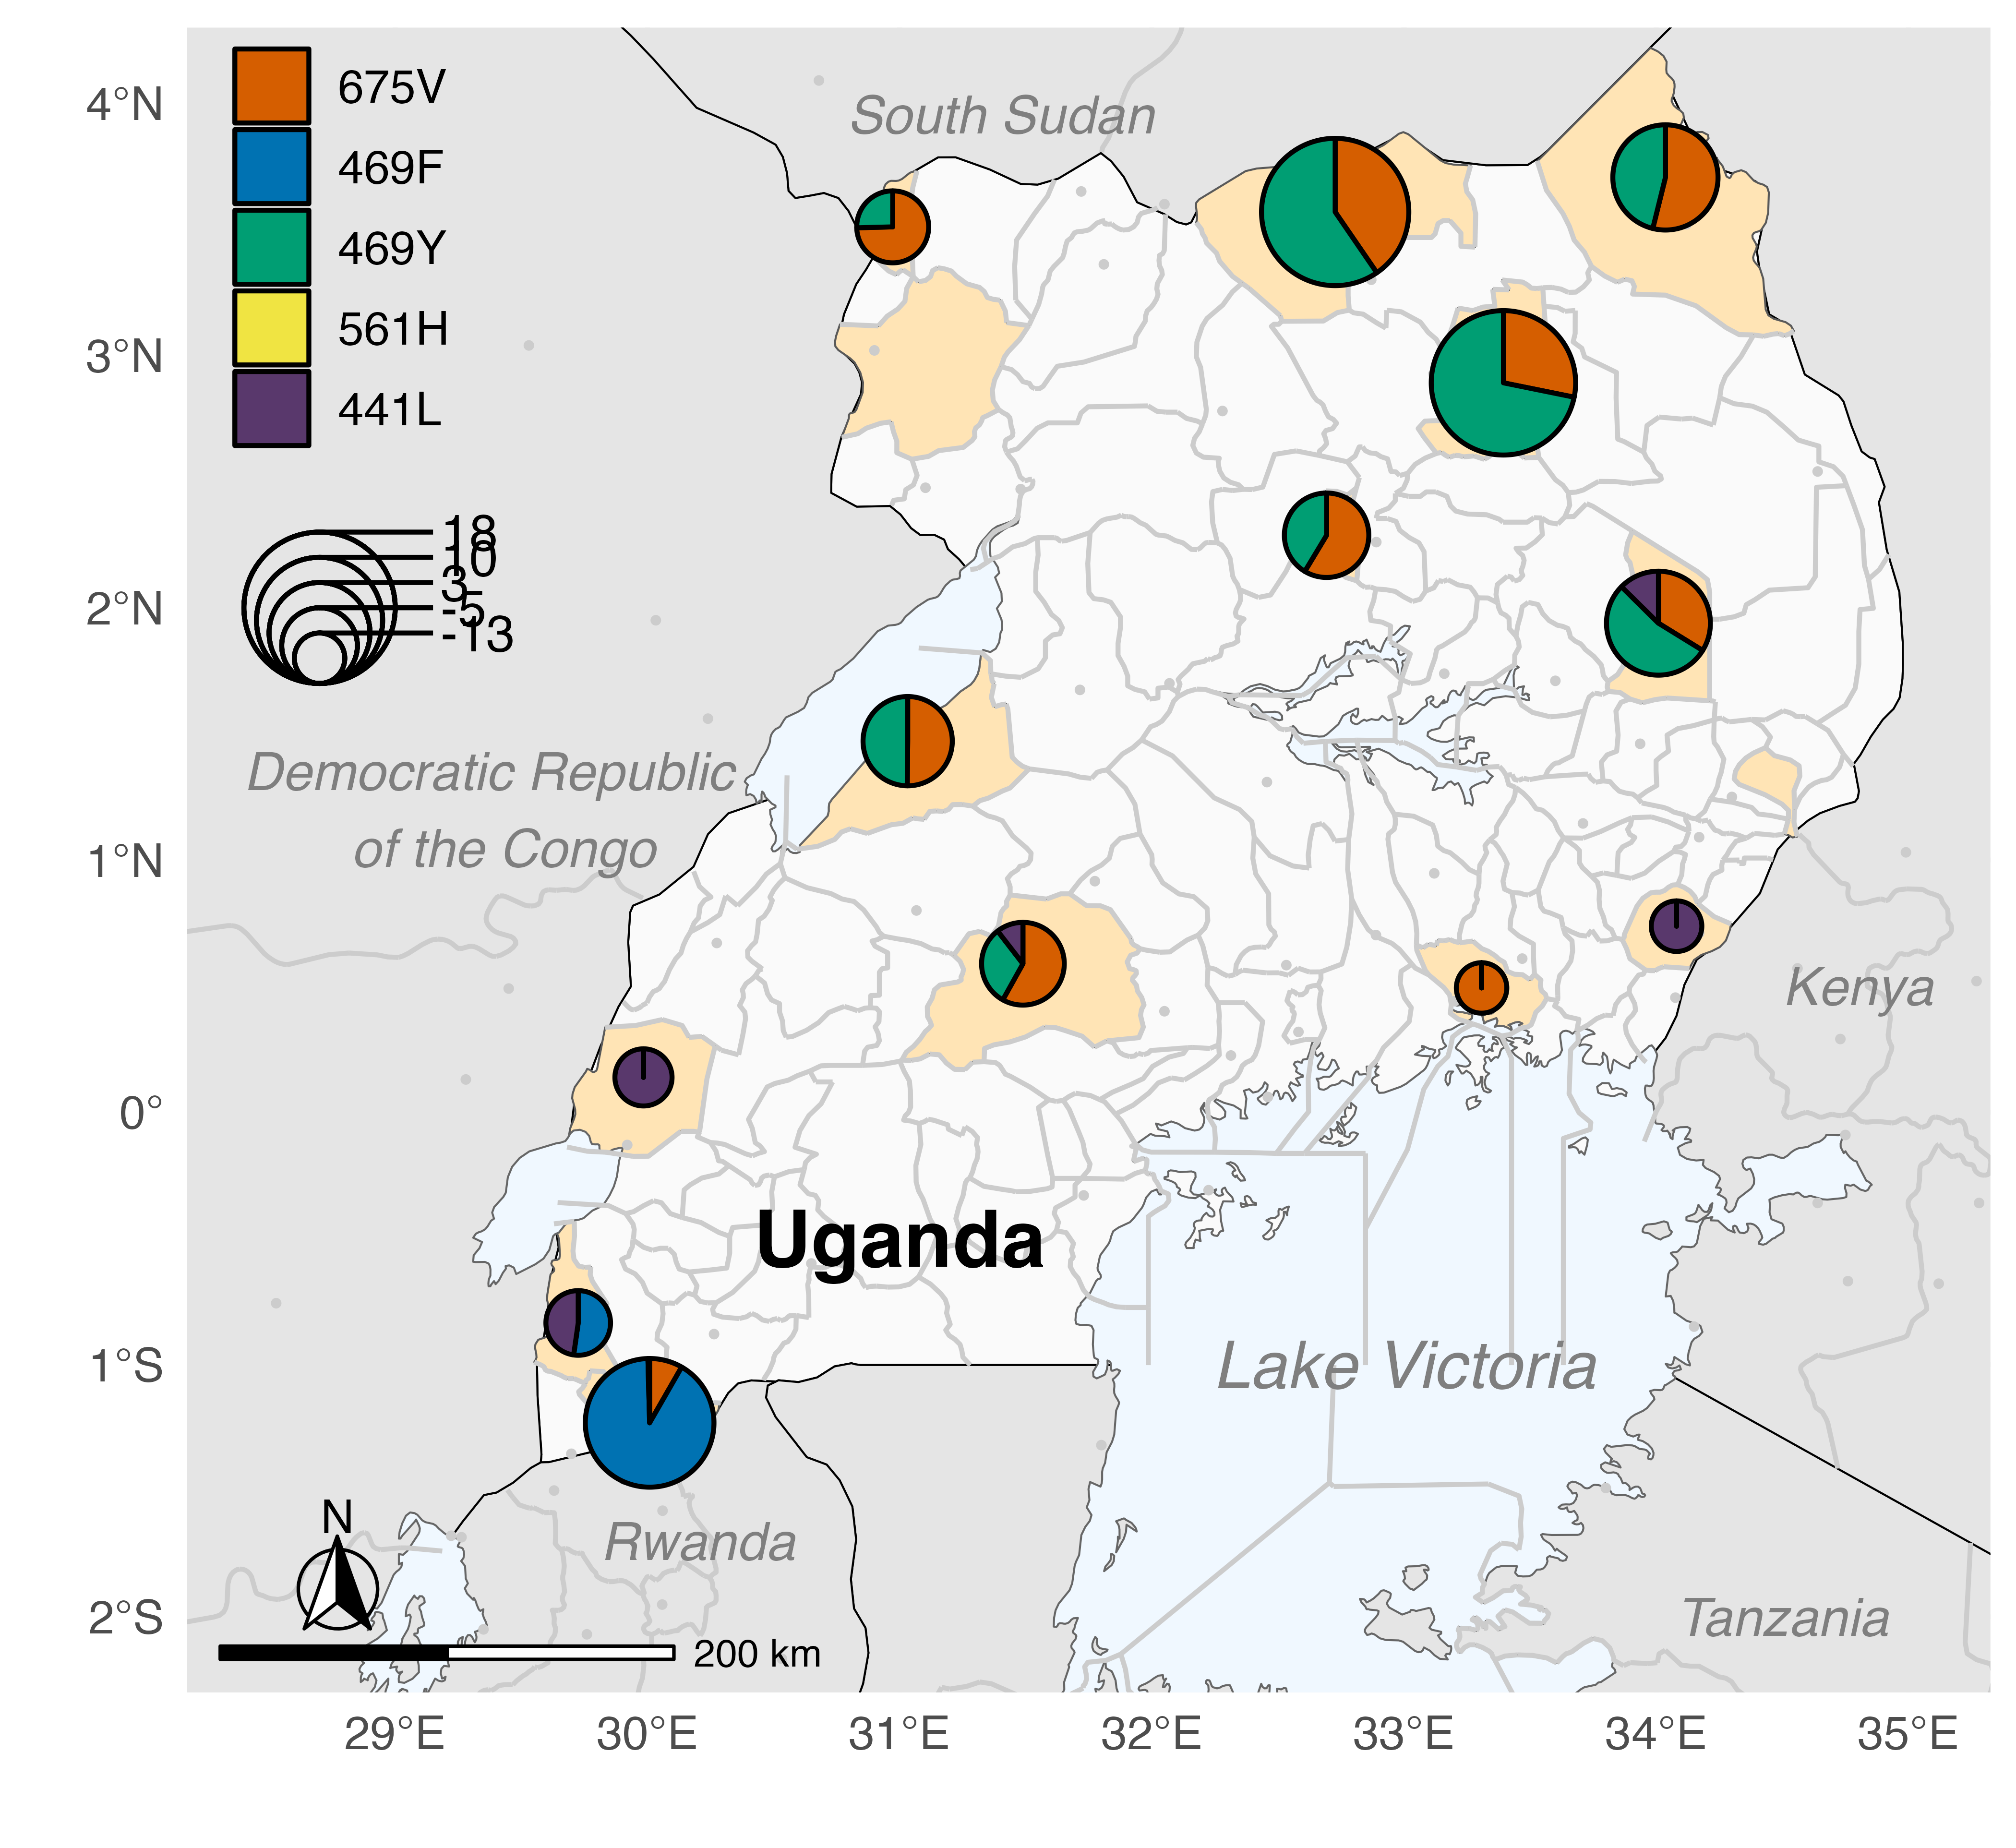 4°N
3°N
2°N
1°N
0°
1°S
2°S
675V
469F
469Y
561H
441L
18
10
3
-5
-13
South Sudan
Democratic Republic
of the Congo
Kenya
Uganda
Lake Victoria
Rwanda
Tanzania
N
200 km
29°E
30°E
31°E
32°E
33°E
34°E
35°E